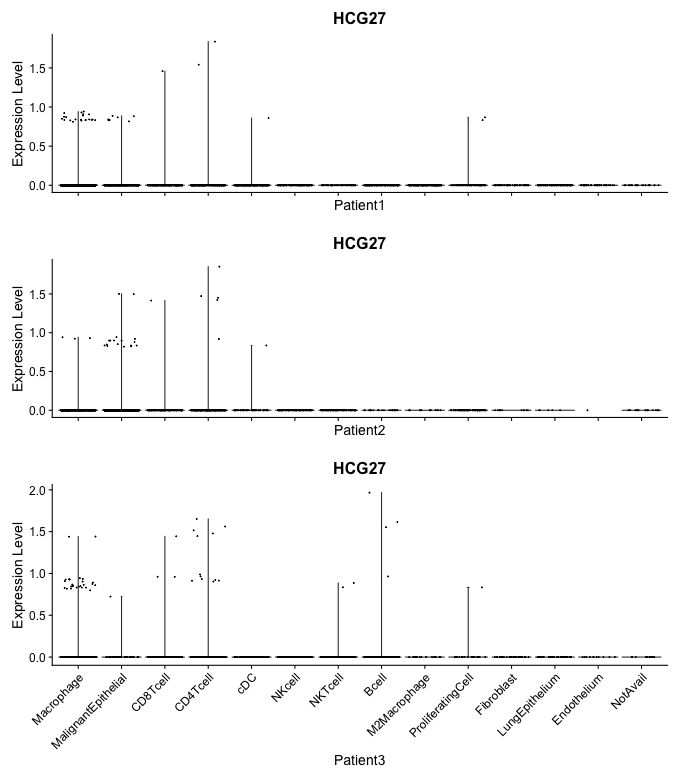 HCG27
Expression Level
1.5
1.0
0.5
0.0
Patient1
HCG27
Expression Level
1.5
1.0
0.5
0.0
Patient2
HCG27
Expression Level
2.0
1.5
1.0
0.5
0.0
Macrophage
MalignantEpithelial
CD8Tcell
CD4Tcell
cDC
NKcell
NKTcell
Bcell
M2Macrophage
ProliferatingCell
Fibroblast
LungEpithelium
Endothelium
NotAvail
Patient3